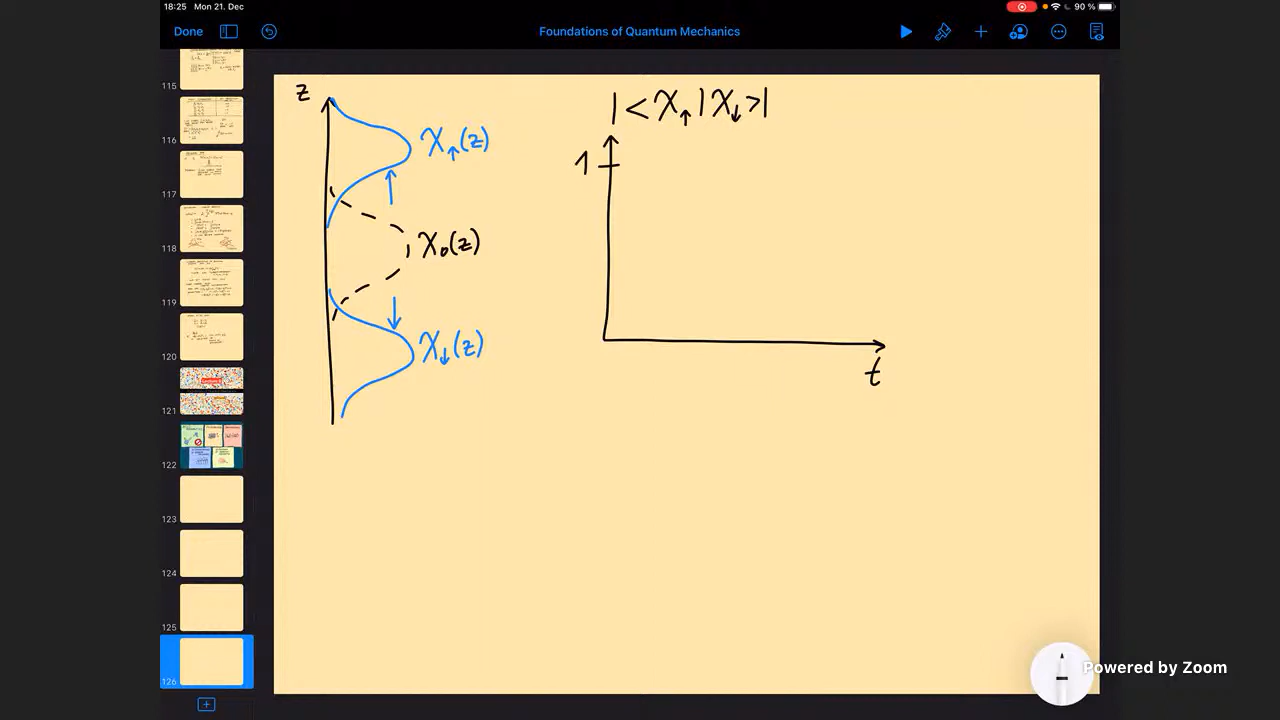 18:25 Mon 21. Dec
90 %
Done
Foundations of Quantum Mechanics
115
116
117
118
119
120
121
122
123
124
125
126
z
χ↑(z)
χ₀(z)
χ↓(z)
|<χ↑|χ↓>|
1
t
Powered by Zoom